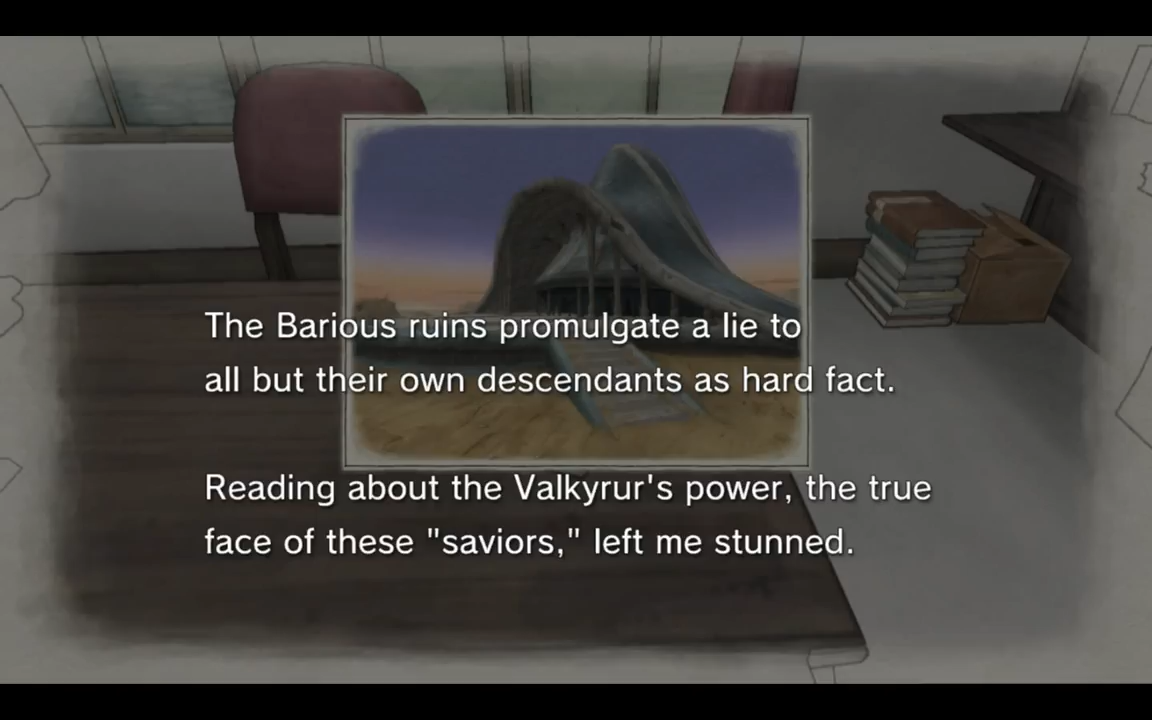 The Barious ruins promulgate a lie to
all but their own descendants as hard fact.
Reading about the Valkyrur's power, the true
face of these "saviors," left me stunned.